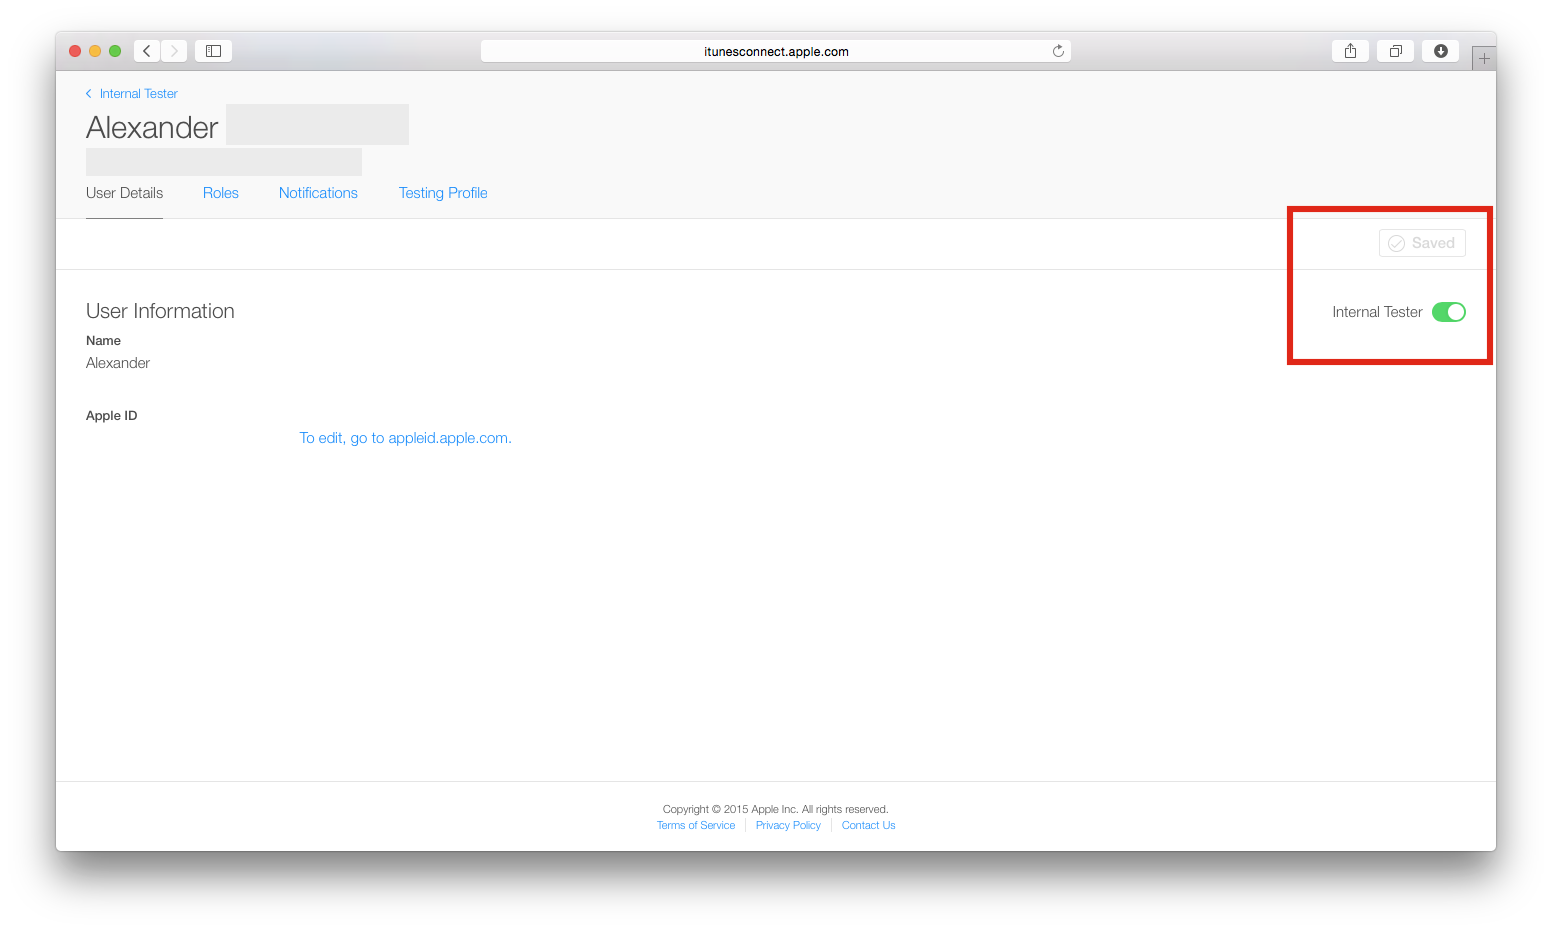 itunesconnect.apple.com
Internal Tester
Alexander
User Details Roles Notifications Testing Profile
Saved
User Information
Internal Tester
Name
Alexander
Apple ID
To edit, go to appleid.apple.com.
Copyright © 2015 Apple Inc. All rights reserved.
Terms of Service Privacy Policy Contact Us